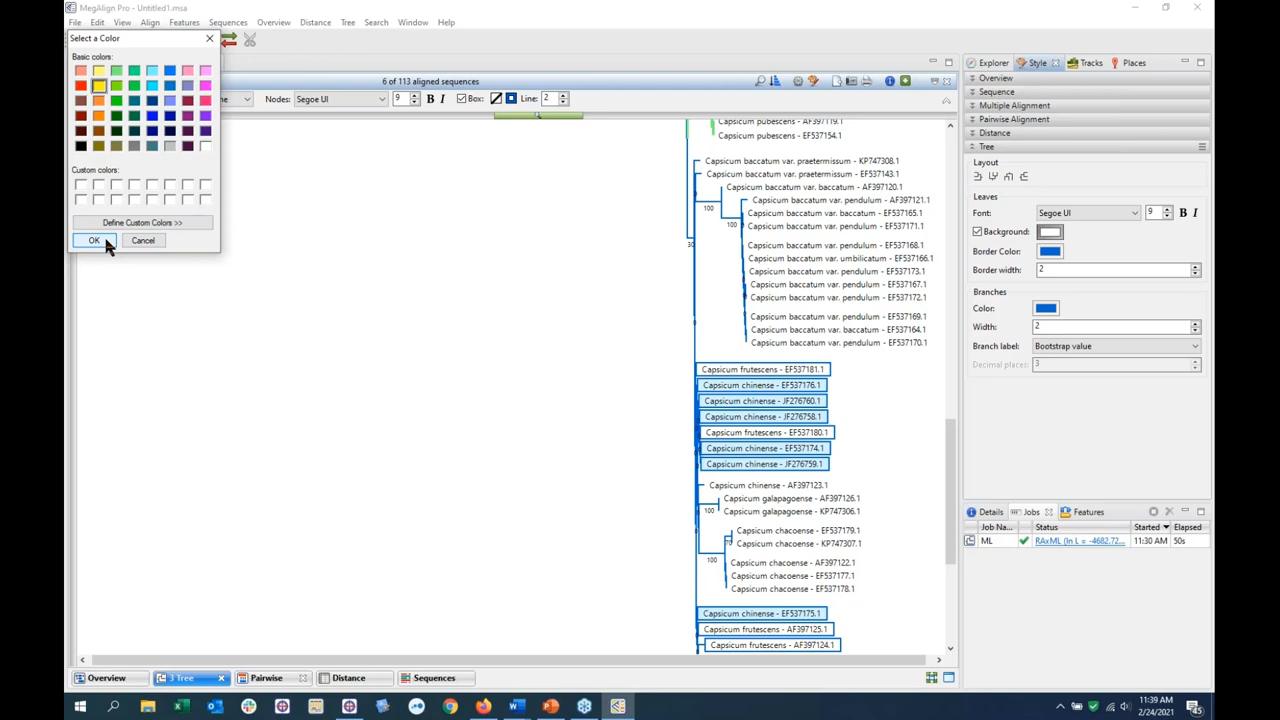 MegAlign Pro - Untitled1.msa
File Edit View Align Features Sequences Overview Distance Tree Search Window Help
Select a Color
Basic colors:
Custom colors:
Define Custom Colors >>
OK Cancel
6 of 113 aligned sequences
Nodes: Segoe UI 9 B I Box: Line: 2
Capsicum pubescens - AF397119.1
Capsicum pubescens - EF537154.1
Capsicum baccatum var. praetermissum - KP747308.1
Capsicum baccatum var. praetermissum - EF537143.1
Capsicum baccatum var. baccatum - AF397120.1
Capsicum baccatum var. pendulum - AF397121.1
100
Capsicum baccatum var. baccatum - EF537165.1
100
Capsicum baccatum var. pendulum - EF537171.1
30
Capsicum baccatum var. pendulum - EF537168.1
Capsicum baccatum var. umbilicatum - EF537166.1
Capsicum baccatum var. pendulum - EF537173.1
Capsicum baccatum var. pendulum - EF537167.1
Capsicum baccatum var. pendulum - EF537172.1
Capsicum baccatum var. pendulum - EF537169.1
Capsicum baccatum var. baccatum - EF537164.1
Capsicum baccatum var. pendulum - EF537170.1
Capsicum frutescens - EF537181.1
Capsicum chinense - EF537176.1
Capsicum chinense - JF276760.1
Capsicum chinense - JF276758.1
Capsicum frutescens - EF537180.1
Capsicum chinense - EF537174.1
Capsicum chinense - JF276759.1
Capsicum chinense - AF397123.1
Capsicum galapagoense - AF397126.1
100
Capsicum galapagoense - KP747306.1
Capsicum chacoense - EF537179.1
Capsicum chacoense - KP747307.1
100
Capsicum chacoense - AF397122.1
Capsicum chacoense - EF537177.1
Capsicum chacoense - EF537178.1
Capsicum chinense - EF537175.1
Capsicum frutescens - AF397125.1
Capsicum frutescens - AF397124.1
Overview 3 Tree Pairwise Distance Sequences
Explorer Style Tracks Places
Overview
Sequence
Multiple Alignment
Pairwise Alignment
Distance
Tree
Layout
Leaves
Font: Segoe UI 9 B I
Background:
Border Color:
Border width: 2
Branches
Color:
Width: 2
Branch label: Bootstrap value
Decimal places: 3
Details Jobs Features
Job Na... Status Started Elapsed
ML RAxML (ln L = -4682.72... 11:30 AM 50s
11:39 AM
2/24/2021
45